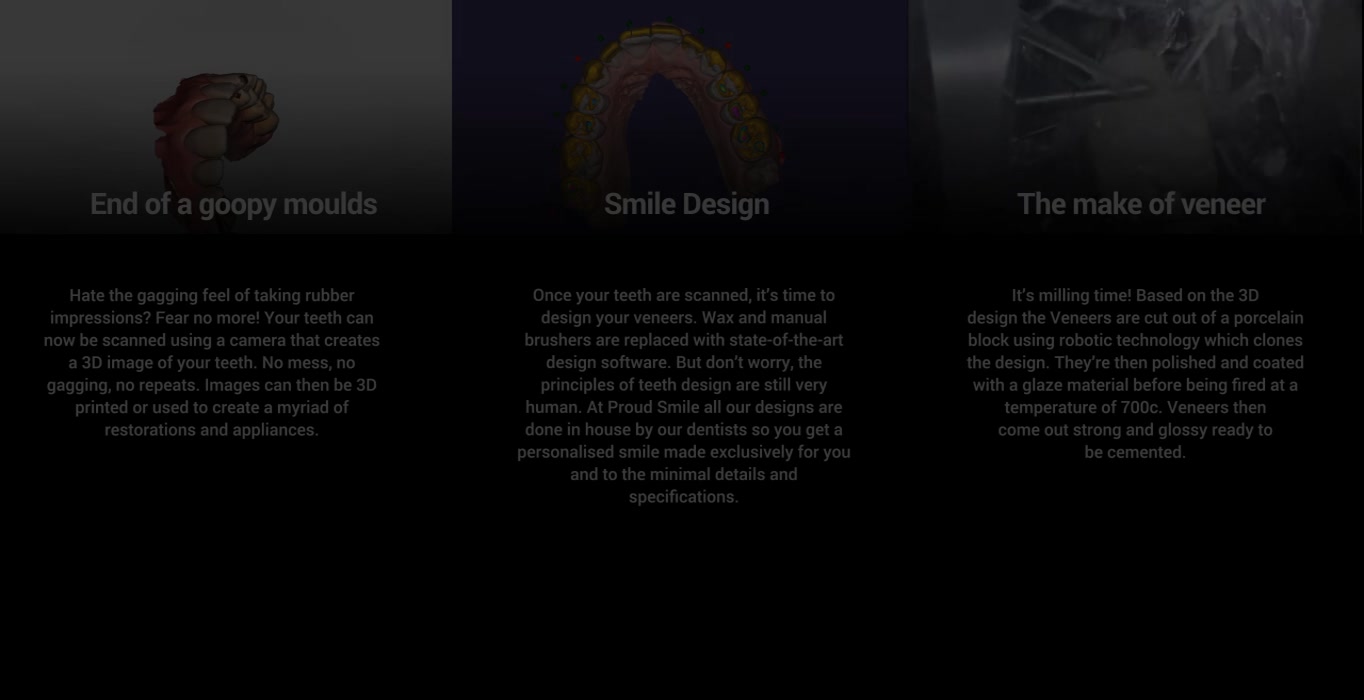 End of a goopy moulds
Hate the gagging feel of taking rubber
impressions? Fear no more! Your teeth can
now be scanned using a camera that creates
a 3D image of your teeth. No mess, no
gagging, no repeats. Images can then be 3D
printed or used to create a myriad of
restorations and appliances.
Smile Design
Once your teeth are scanned, it’s time to
design your veneers. Wax and manual
brushers are replaced with state-of-the-art
design software. But don’t worry, the
principles of teeth design are still very
human. At Proud Smile all our designs are
done in house by our dentists so you get a
personalised smile made exclusively for you
and to the minimal details and
specifications.
The make of veneer
It’s milling time! Based on the 3D
design the Veneers are cut out of a porcelain
block using robotic technology which clones
the design. They’re then polished and coated
with a glaze material before being fired at a
temperature of 700c. Veneers then
come out strong and glossy ready to
be cemented.